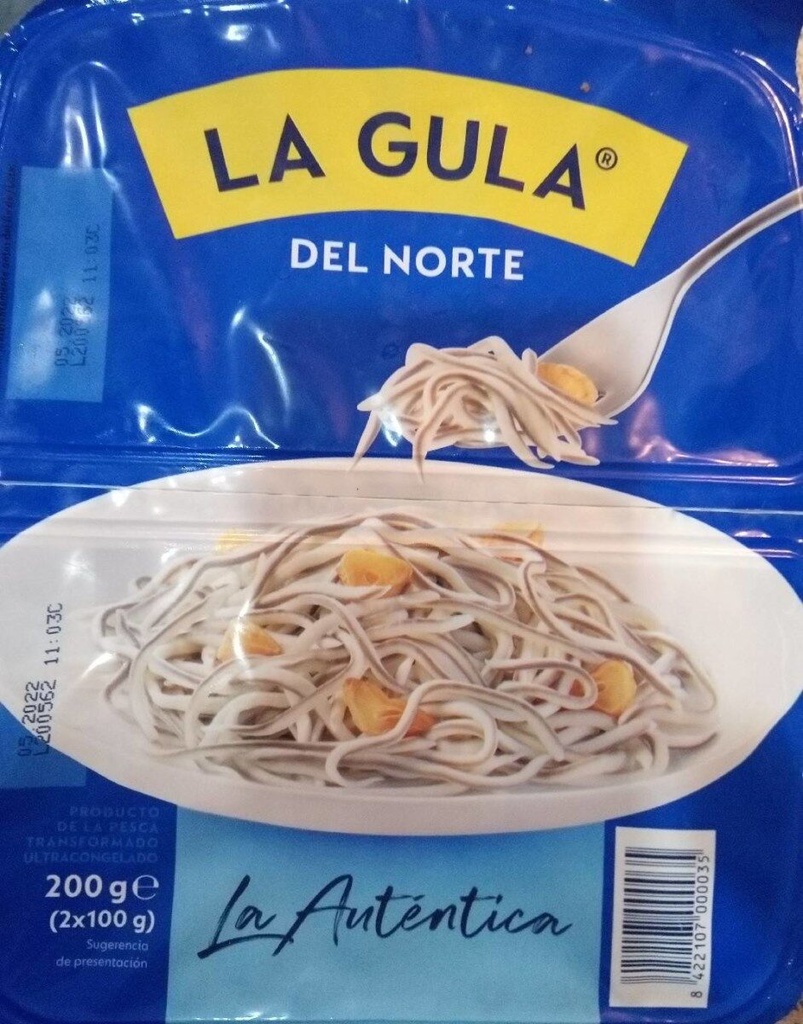 LA GULA®
DEL NORTE
05 2022
L200562 11:03C
05 2022
L200562 11:03C
PRODUCTO
DE LA PESCA
TRANSFORMADO
ULTRACONGELADO
200 g ℮
(2x100 g)
Sugerencia
de presentación
La Auténtica
8 422107 000035